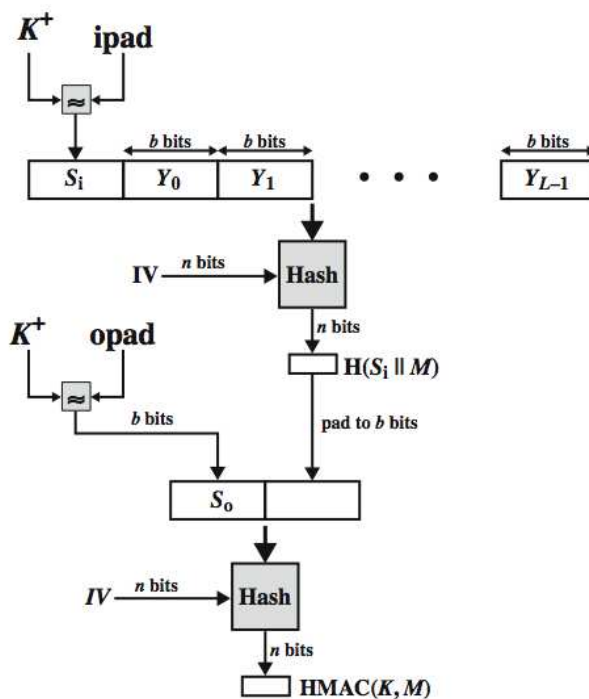 K⁺ ipad
≈
b bits b bits b bits
Sᵢ Y₀ Y₁ • • • Y_{L–1}
IV n bits Hash
n bits
K⁺ opad
H(Sᵢ || M)
≈
b bits
pad to b bits
Sₒ
IV n bits Hash
n bits
HMAC(K, M)